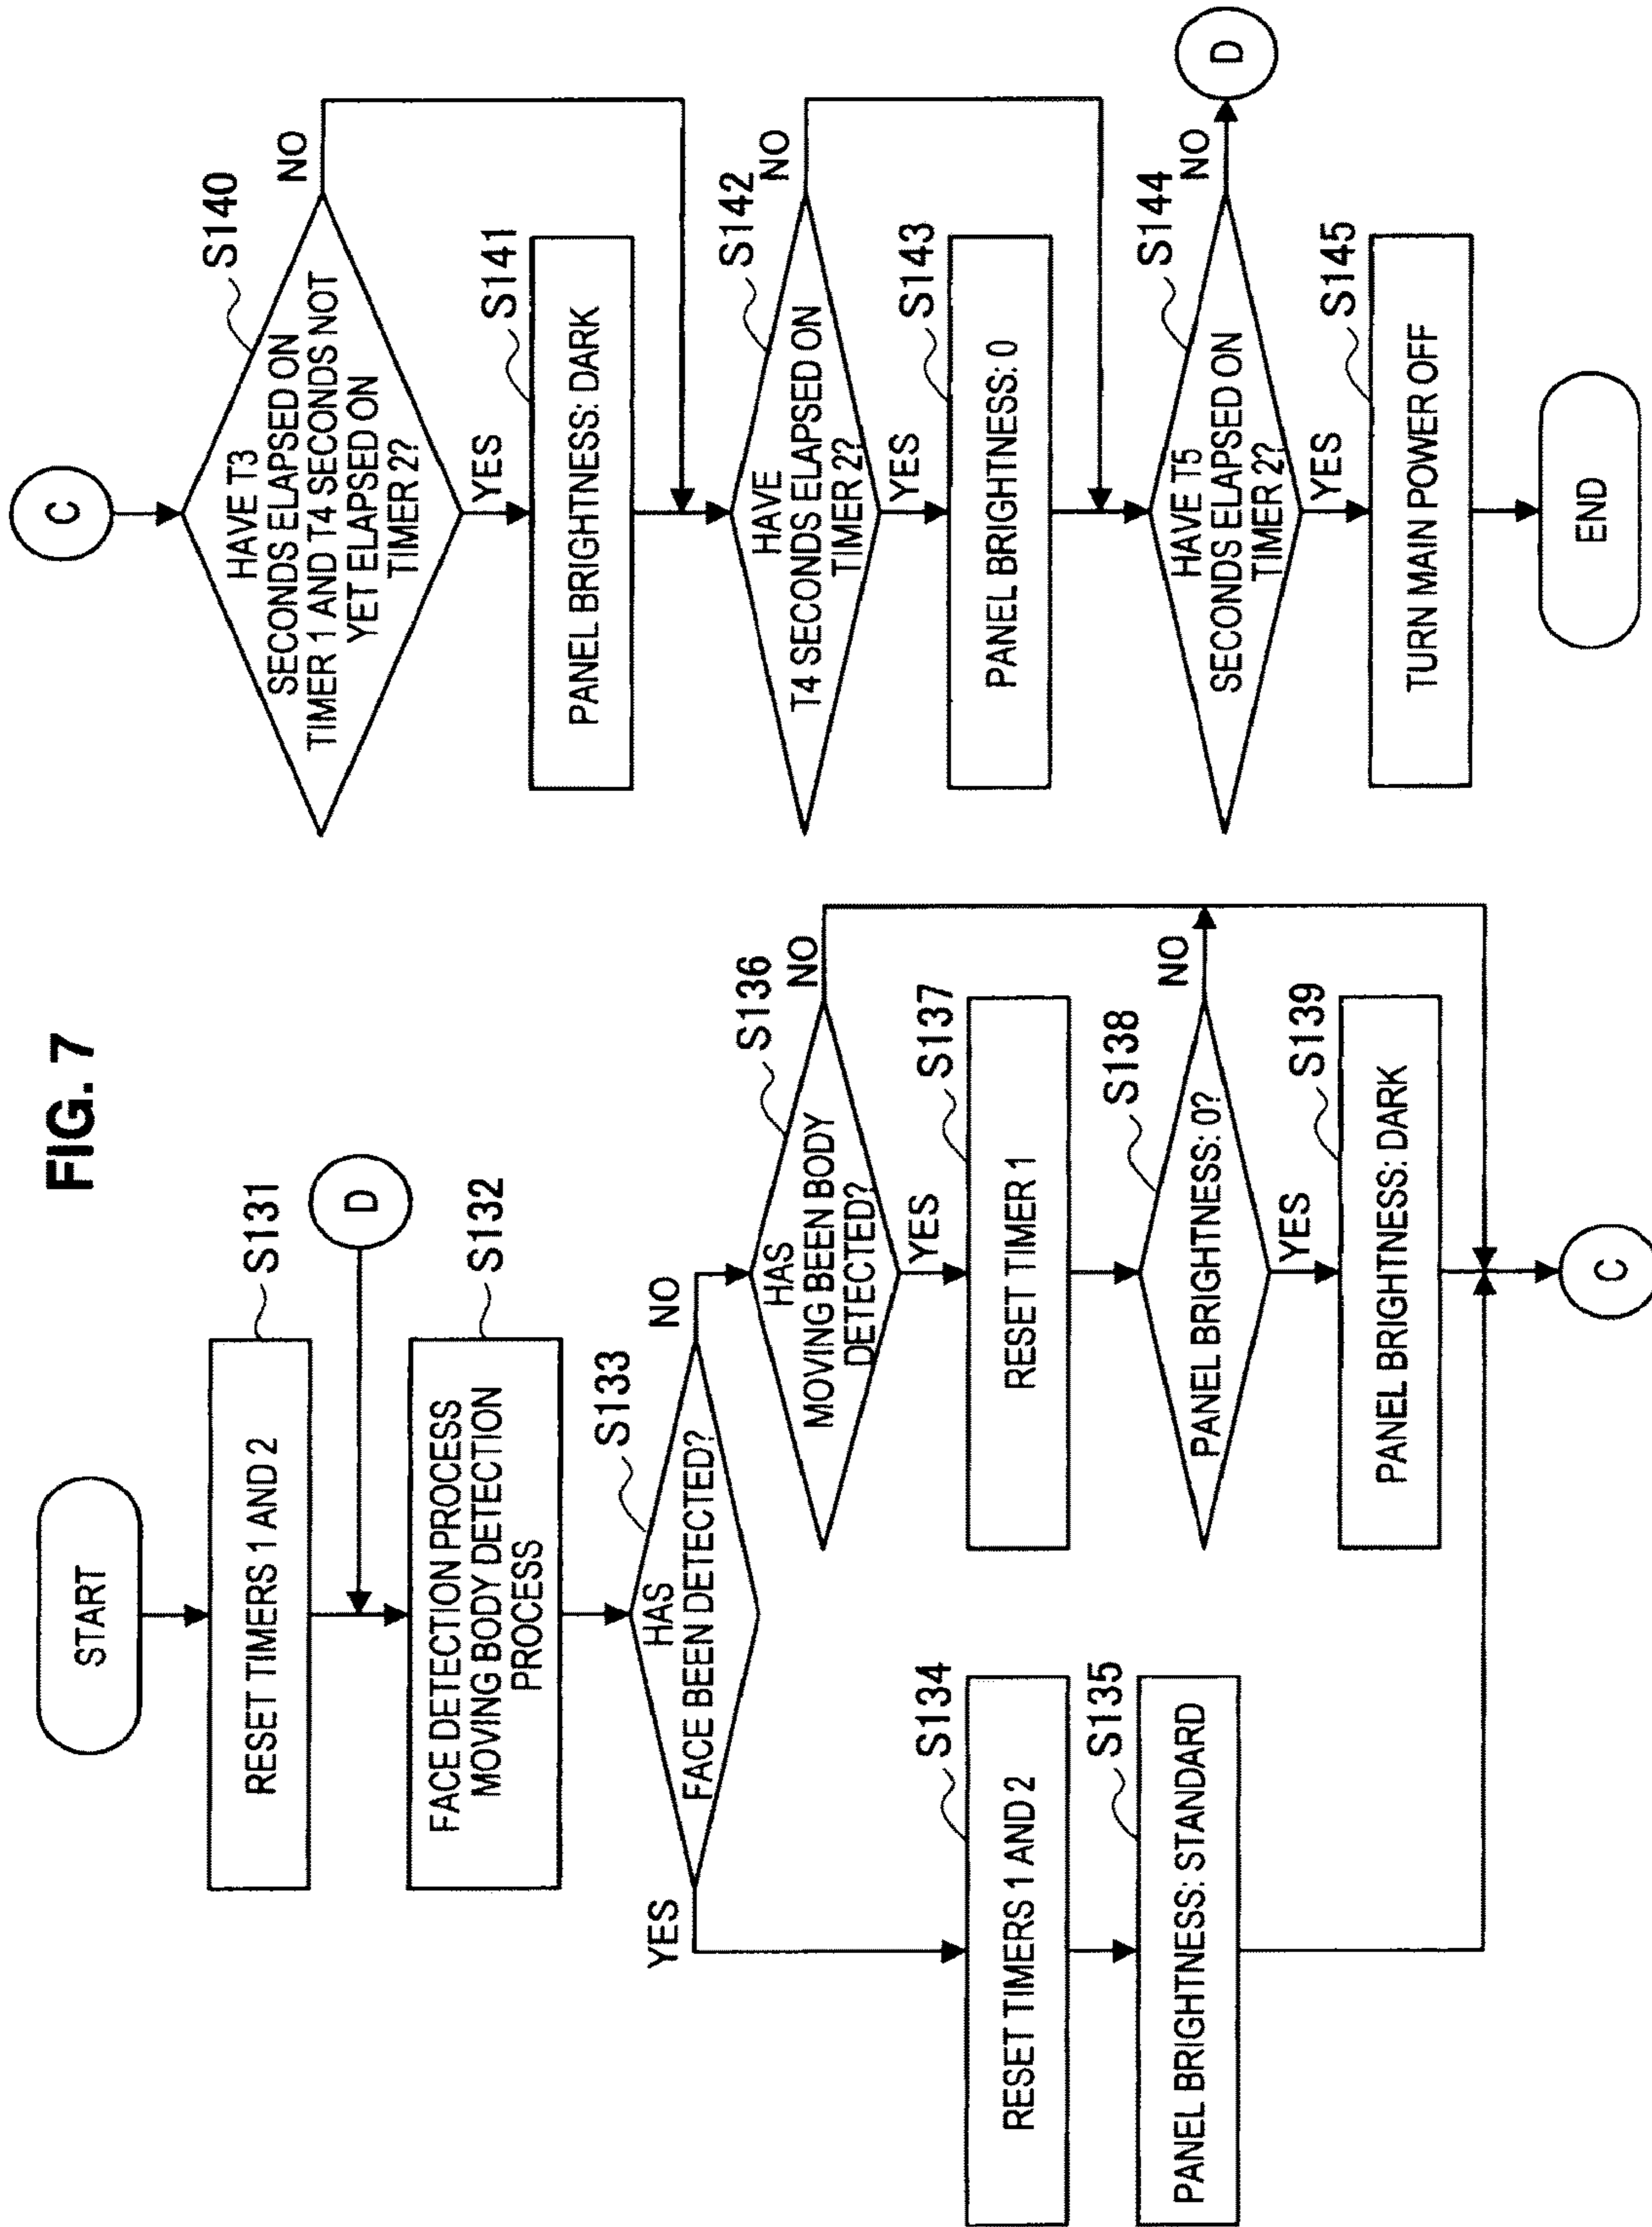 FIG. 7
START
RESET TIMERS 1 AND 2
S131
D
FACE DETECTION PROCESS
MOVING BODY DETECTION
PROCESS
S132
HAS
FACE BEEN DETECTED?
S133
YES
NO
RESET TIMERS 1 AND 2
S134
PANEL BRIGHTNESS: STANDARD
S135
HAS
MOVING BEEN BODY
DETECTED?
S136
NO
YES
RESET TIMER 1
S137
PANEL BRIGHTNESS: 0?
S138
NO
YES
PANEL BRIGHTNESS: DARK
S139
C
C
HAVE T3
SECONDS ELAPSED ON
TIMER 1 AND T4 SECONDS NOT
YET ELAPSED ON
TIMER 2?
S140
NO
YES
PANEL BRIGHTNESS: DARK
S141
HAVE
T4 SECONDS ELAPSED ON
TIMER 2?
S142
NO
YES
PANEL BRIGHTNESS: 0
S143
HAVE T5
SECONDS ELAPSED ON
TIMER 2?
S144
NO
D
YES
TURN MAIN POWER OFF
S145
END